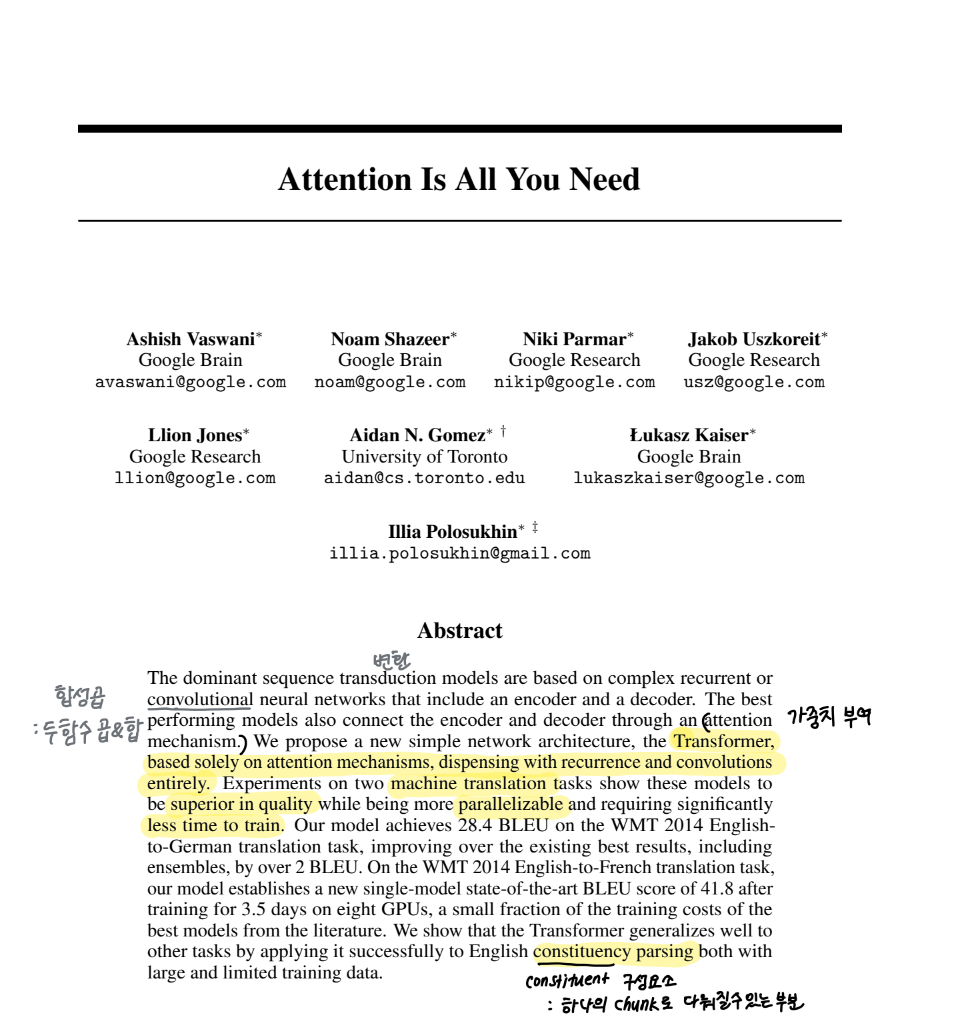 Attention Is All You Need
Ashish Vaswani* Noam Shazeer* Niki Parmar* Jakob Uszkoreit*
Google Brain Google Brain Google Research Google Research
avaswani@google.com noam@google.com nikip@google.com usz@google.com
Llion Jones* Aidan N. Gomez* † Łukasz Kaiser*
Google Research University of Toronto Google Brain
llion@google.com aidan@cs.toronto.edu lukaszkaiser@google.com
Illia Polosukhin* ‡
illia.polosukhin@gmail.com
Abstract
변환
The dominant sequence transduction models are based on complex recurrent or
합성곱
convolutional neural networks that include an encoder and a decoder. The best
: 두함수 곱&합
performing models also connect the encoder and decoder through an (attention
가중치 부여
mechanism.) We propose a new simple network architecture, the Transformer,
based solely on attention mechanisms, dispensing with recurrence and convolutions
entirely. Experiments on two machine translation tasks show these models to
be superior in quality while being more parallelizable and requiring significantly
less time to train. Our model achieves 28.4 BLEU on the WMT 2014 English-
to-German translation task, improving over the existing best results, including
ensembles, by over 2 BLEU. On the WMT 2014 English-to-French translation task,
our model establishes a new single-model state-of-the-art BLEU score of 41.8 after
training for 3.5 days on eight GPUs, a small fraction of the training costs of the
best models from the literature. We show that the Transformer generalizes well to
other tasks by applying it successfully to English constituency parsing both with
large and limited training data.
constituent 구성요소
: 하나의 chunk로 다뤄질수있는 부분